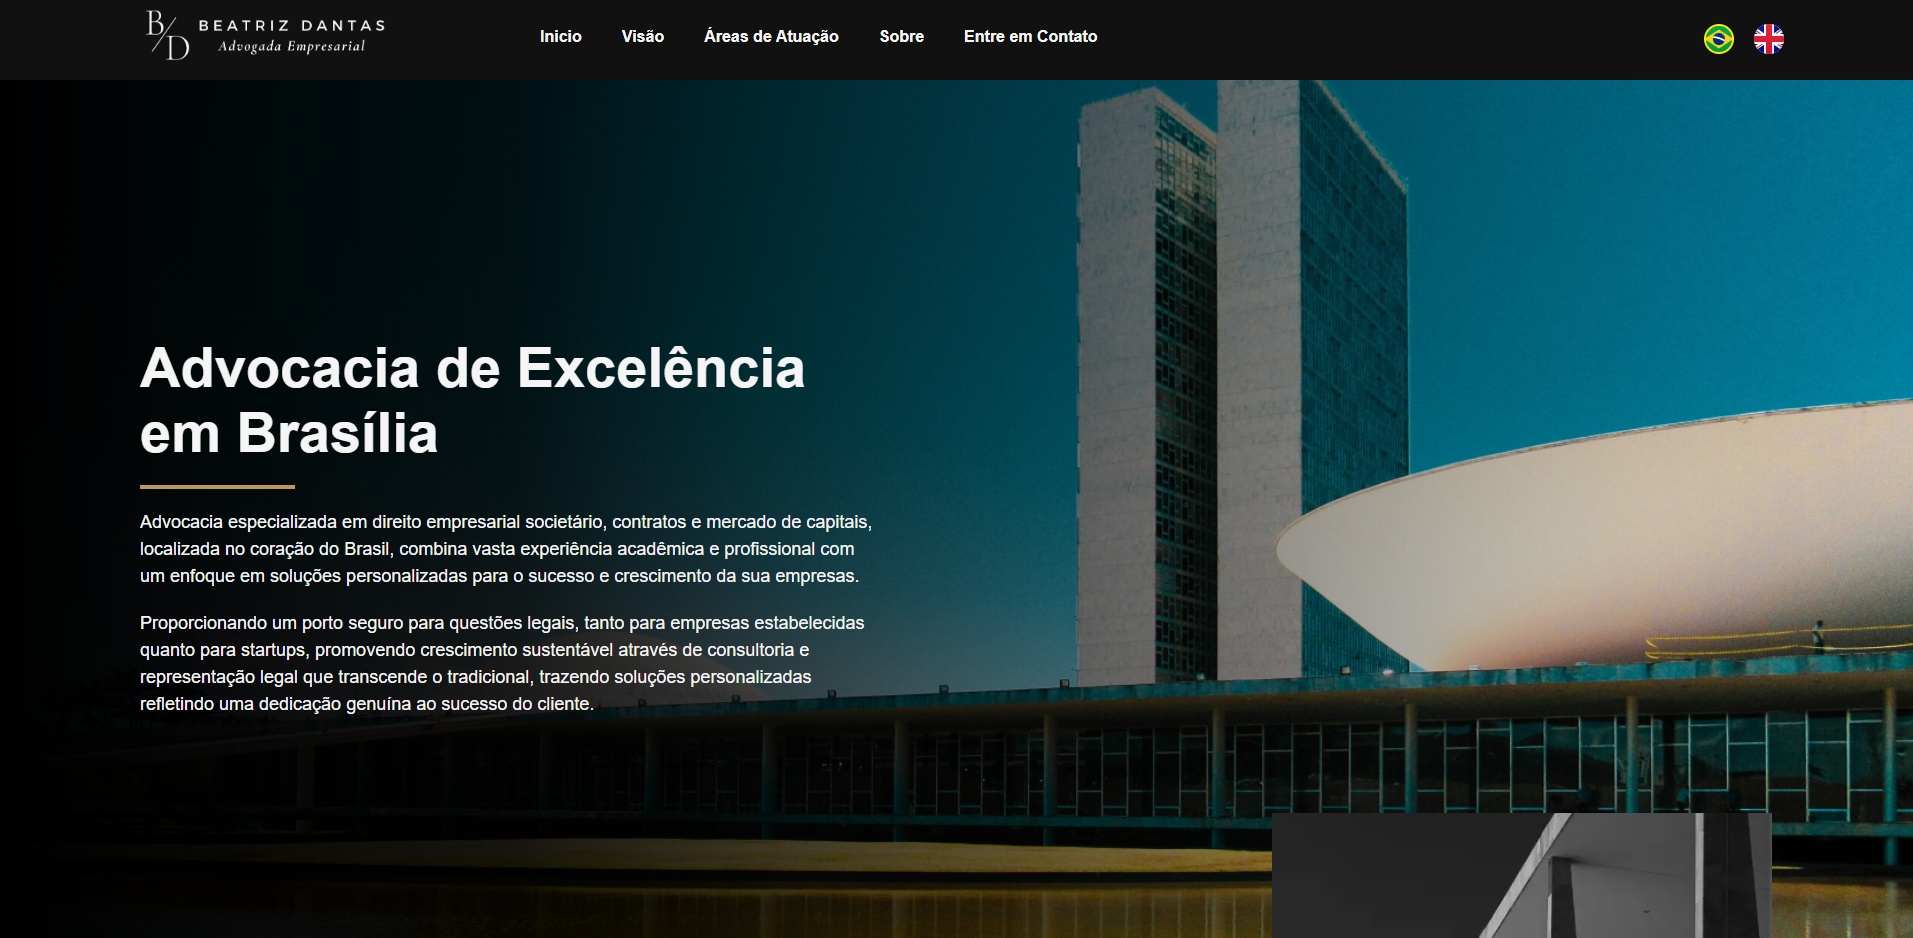 B/D BEATRIZ DANTAS
Advogada Empresarial
Inicio Visão Áreas de Atuação Sobre Entre em Contato
Advocacia de Excelência
em Brasília
Advocacia especializada em direito empresarial societário, contratos e mercado de capitais,
localizada no coração do Brasil, combina vasta experiência acadêmica e profissional com
um enfoque em soluções personalizadas para o sucesso e crescimento da sua empresas.
Proporcionando um porto seguro para questões legais, tanto para empresas estabelecidas
quanto para startups, promovendo crescimento sustentável através de consultoria e
representação legal que transcende o tradicional, trazendo soluções personalizadas
refletindo uma dedicação genuína ao sucesso do cliente.